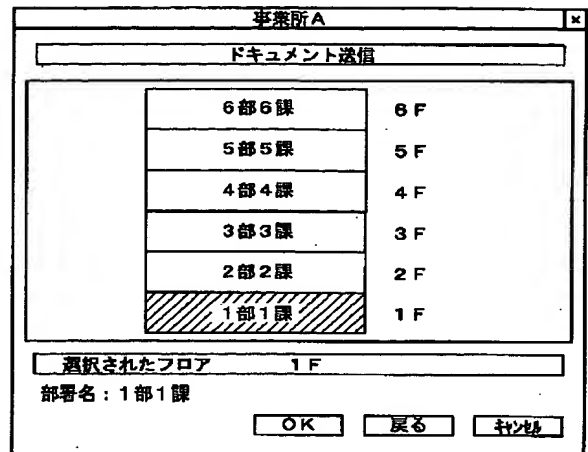 事業所A ×
ドキュメント送信
6部6課 6F
5部5課 5F
4部4課 4F
3部3課 3F
2部2課 2F
1部1課 1F
選択されたフロア 1F
部署名：1部1課
OK 戻る ｷｬﾝｾﾙ